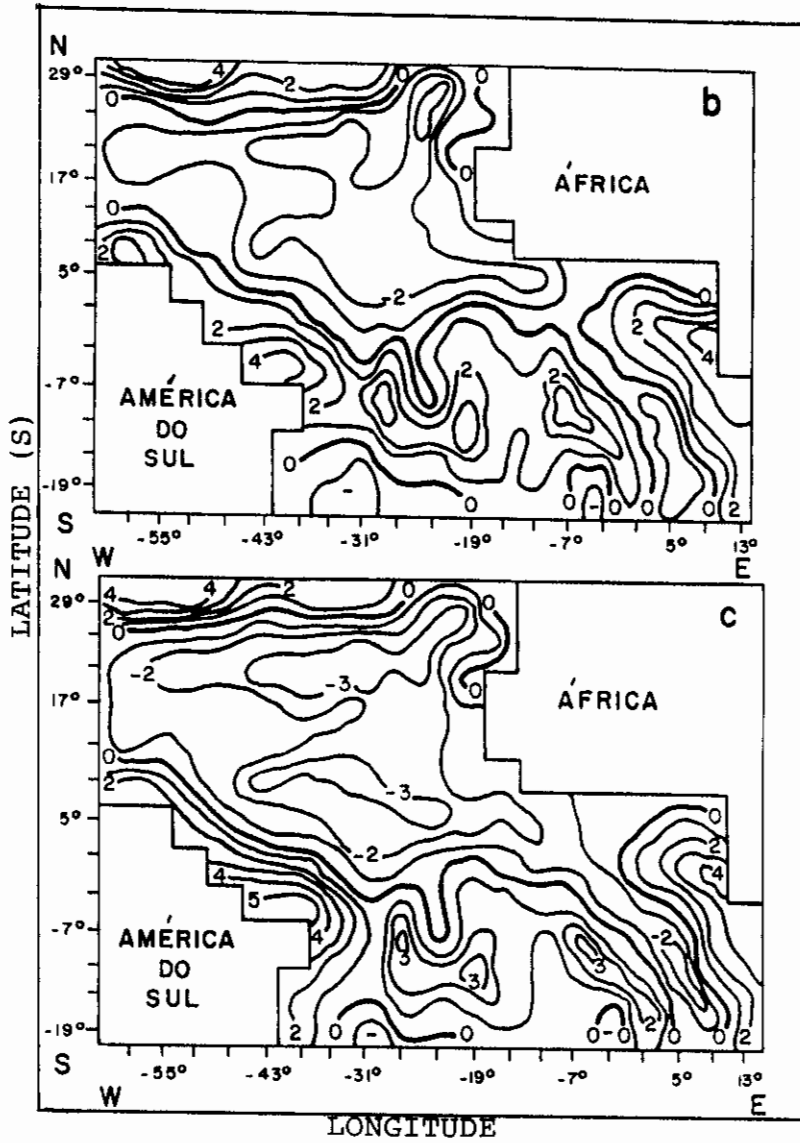 N
29° 4 2 0 0 b
0
17° 0 ÁFRICA
0
2
5° -2 0
2 2
4 4
-7° 2 2
AMÉRICA 2
DO
SUL 0
-19° - 0 0 - 0 0 0 2
S
-55° -43° -31° -19° -7° 5° 13°
W E
N
4 4 2 0 0 c
29°
2
0
-2 -3
17° 0 ÁFRICA
0
2 -3
5° 0
-2 2
4 4
5
-7° 4 -2
AMÉRICA 3 3
DO 3
SUL
-19° 2 0 - 0 0 - 0 2 0 0 2
S
-55° -43° -31° -19° -7° 5° 13°
W E
LATITUDE (S)
LONGITUDE